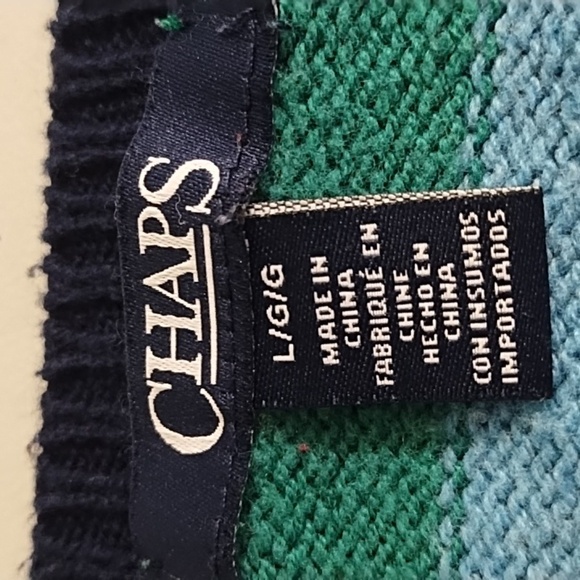 CHAPS
L/G/G
MADE IN
CHINA
FABRIQUÉ EN
CHINE
HECHO EN
CHINA
CON INSUMOS
IMPORTADOS